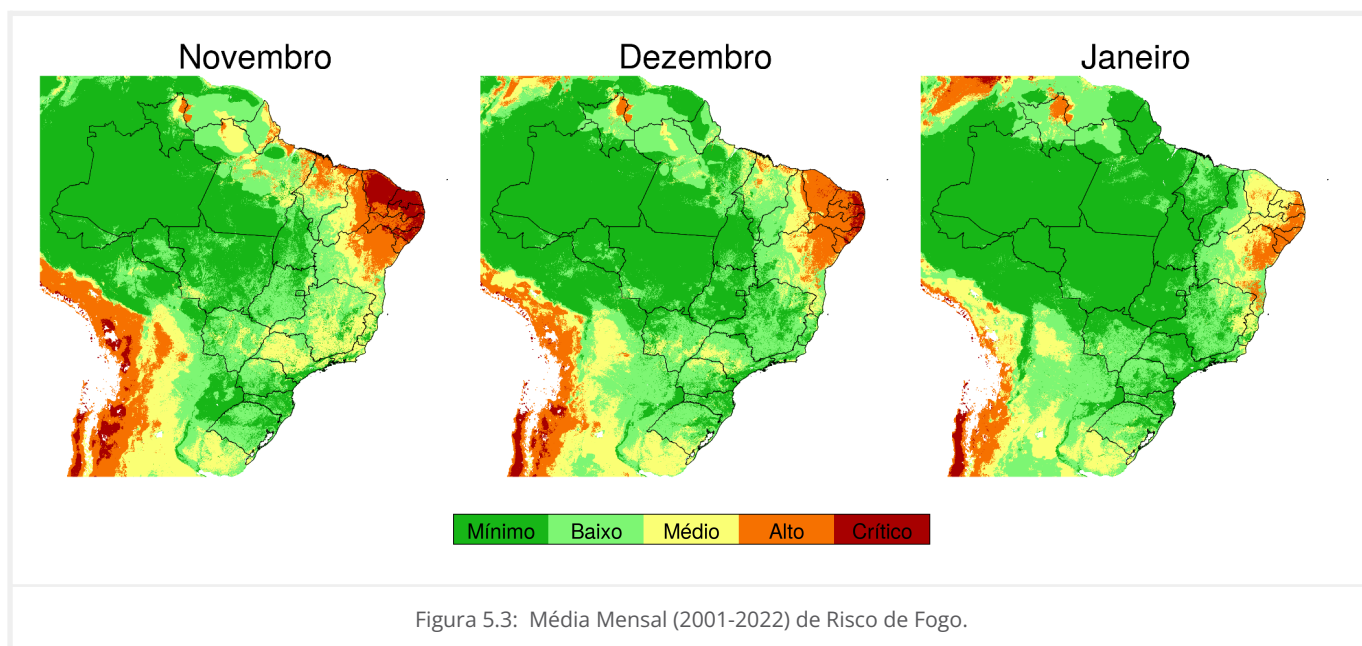 Novembro
Dezembro
Janeiro
Mínimo Baixo Médio Alto Crítico
Figura 5.3: Média Mensal (2001-2022) de Risco de Fogo.